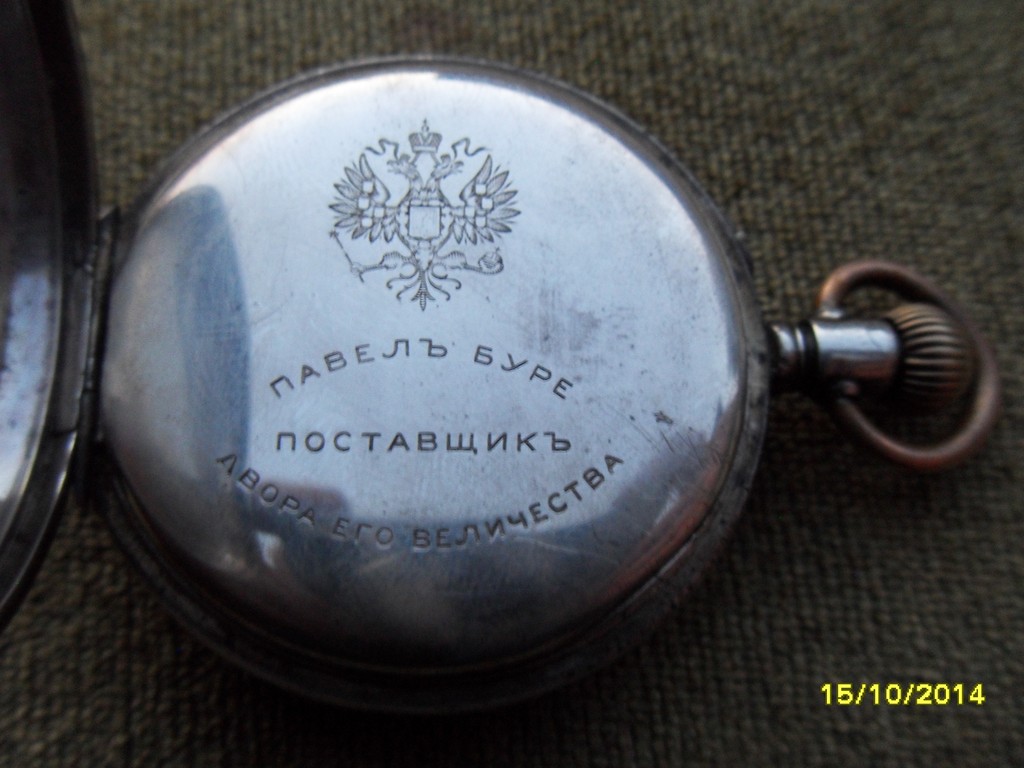 ПАВЕЛЪ БУРЕ
ПОСТАВЩИКЪ
ДВОРА ЕГО ВЕЛИЧЕСТВА
15/10/2014